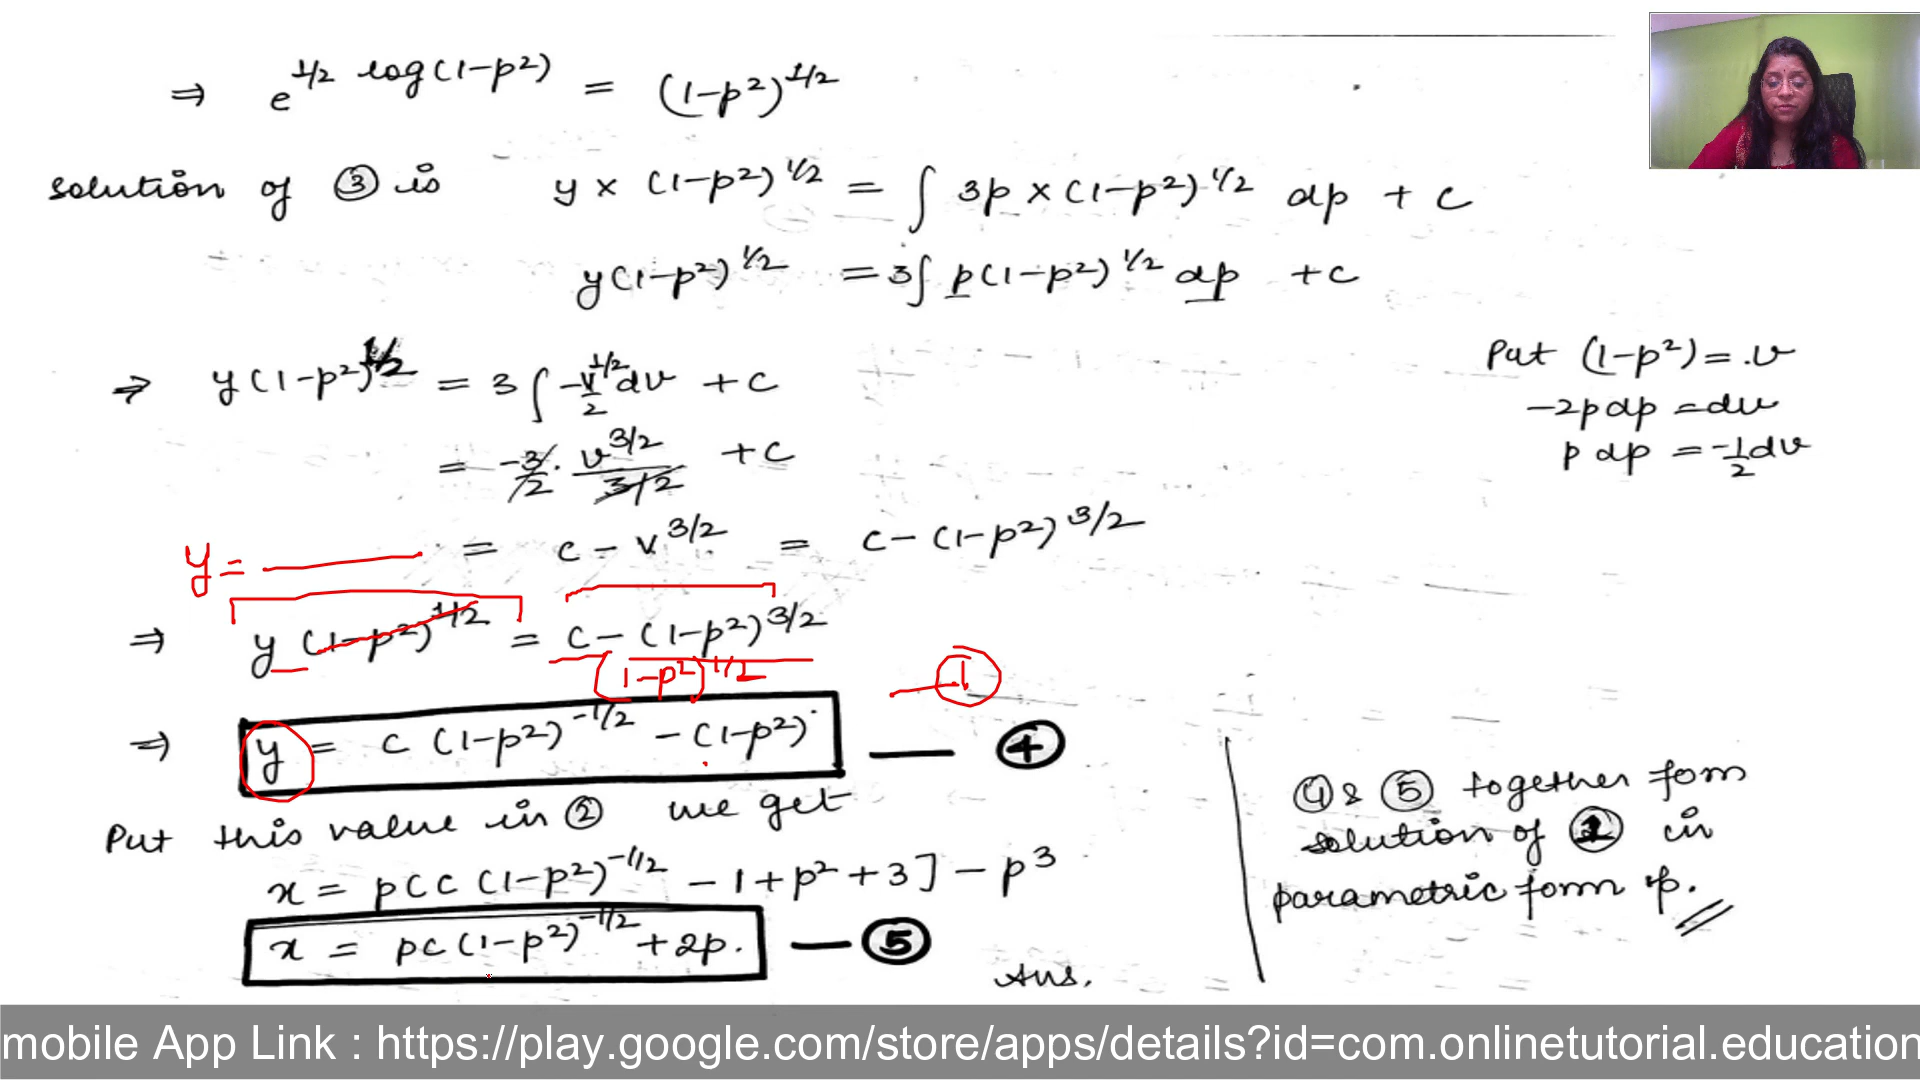 ⇒ e^1/2 log(1-p²) = (1-p²)^1/2
solution of ③ is y × (1-p²)^1/2 = ∫ 3p × (1-p²)^1/2 dp + c
y(1-p²)^1/2 = 3∫ p(1-p²)^1/2 dp + c
⇒ y(1-p²)^1/2 = 3 ∫ -v^1/2/2 dv + c
= -3/2 · v^3/2 / 3/2 + c
= c - v^3/2 = c - (1-p²)^3/2
Put (1-p²) = v
-2p dp = dv
p dp = -1/2 dv
y = 
⇒ y (1-p²)^1/2 = c - (1-p²)^3/2
(1-p²)^1/2 — ①
⇒ y = c (1-p²)^-1/2 - (1-p²) — ④
Put this value in ② we get
x = p[c (1-p²)^-1/2 - 1 + p² + 3] - p³
x = pc (1-p²)^-1/2 + 2p. — ⑤
Ans.
④ & ⑤ together form
solution of ① in
parametric form p.
mobile App Link : https://play.google.com/store/apps/details?id=com.onlinetutorial.education